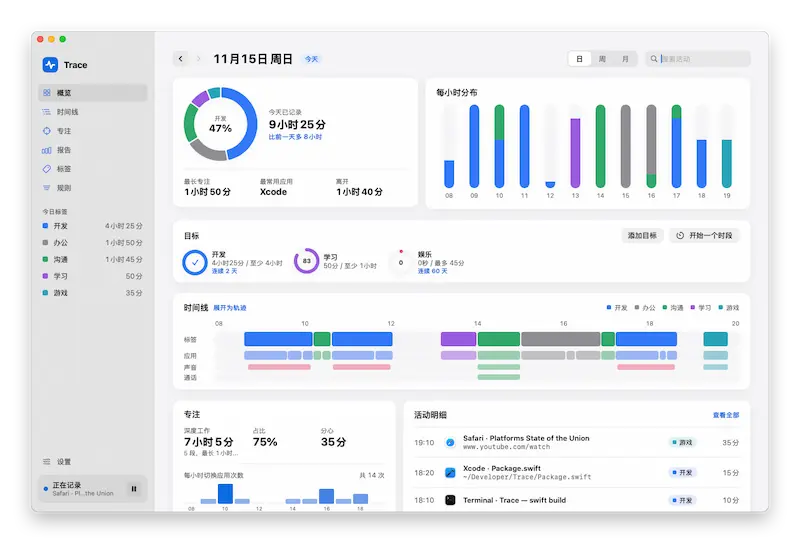 Trace
概览
时间线
专注
报告
标签
规则
今日标签
开发 4小时25分
办公 1小时50分
沟通 1小时45分
学习 50分
游戏 35分
设置
正在记录
Safari · Pl...the Union
11月15日 周日 今天
日 周 月
搜索活动
开发
47%
今天已记录
9小时25分
比前一天多 8小时
最长专注
1小时50分
最常用应用
Xcode
离开
1小时40分
每小时分布
08 09 10 11 12 13 14 15 16 17 18 19
目标
添加目标
开始一个时段
开发
4小时25分 / 至少 4小时
连续 2 天
83
学习
50分 / 至少 1小时
0
娱乐
0秒 / 最多 45分
连续 60 天
时间线 展开为轨迹
开发 办公 沟通 学习 游戏
08 10 12 14 16 18 20
标签
应用
声音
通话
专注
深度工作
7小时5分
5 段，最长 1小时...
占比
75%
分心
35分
每小时切换应用次数 共 14 次
08 10 12 14 16 18
活动明细 查看全部
19:10 Safari · Platforms State of the Union
www.youtube.com/watch
游戏 35分
18:20 Xcode · Package.swift
~/Developer/Trace/Package.swift
开发 15分
18:10 Terminal · Trace — swift build
开发 10分